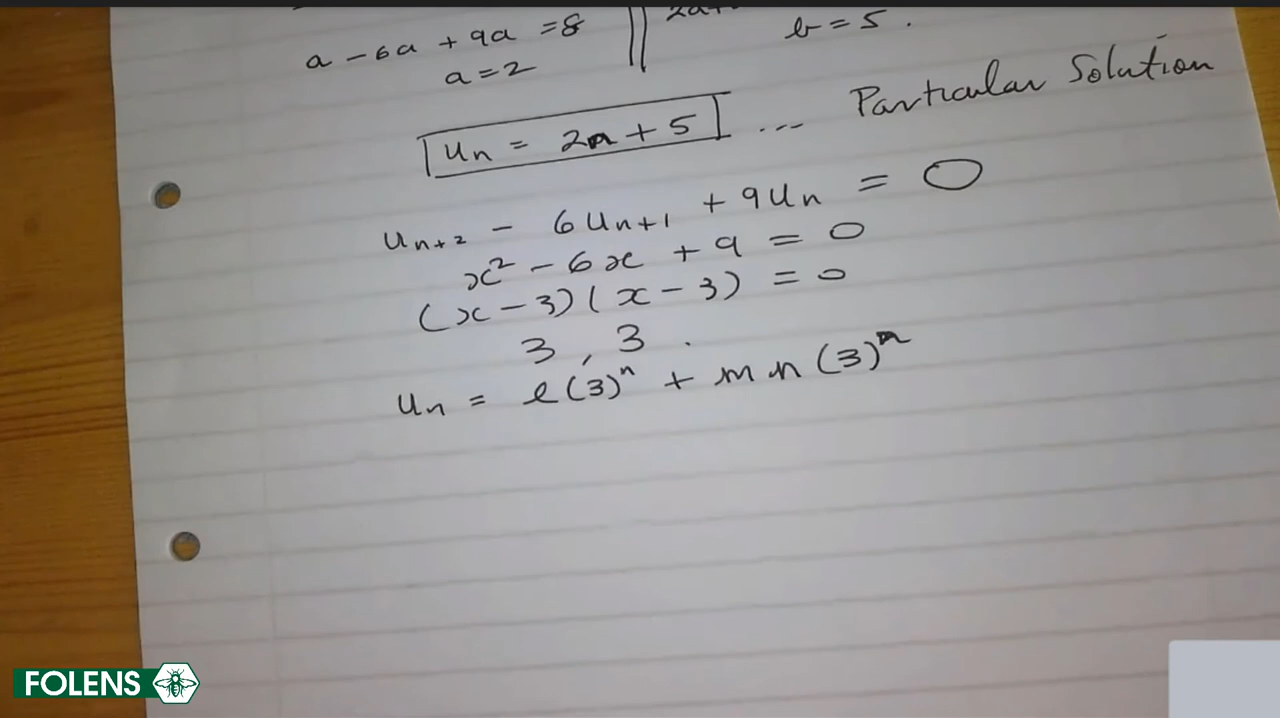 a - 6a + 9a = 8
a = 2
b = 5 .
un = 2n + 5 ... Particular Solution
un+2 - 6un+1 + 9un = 0
x² - 6x + 9 = 0
(x - 3)(x - 3) = 0
3 , 3 .
un = l(3)ⁿ + mn(3)ⁿ
FOLENS